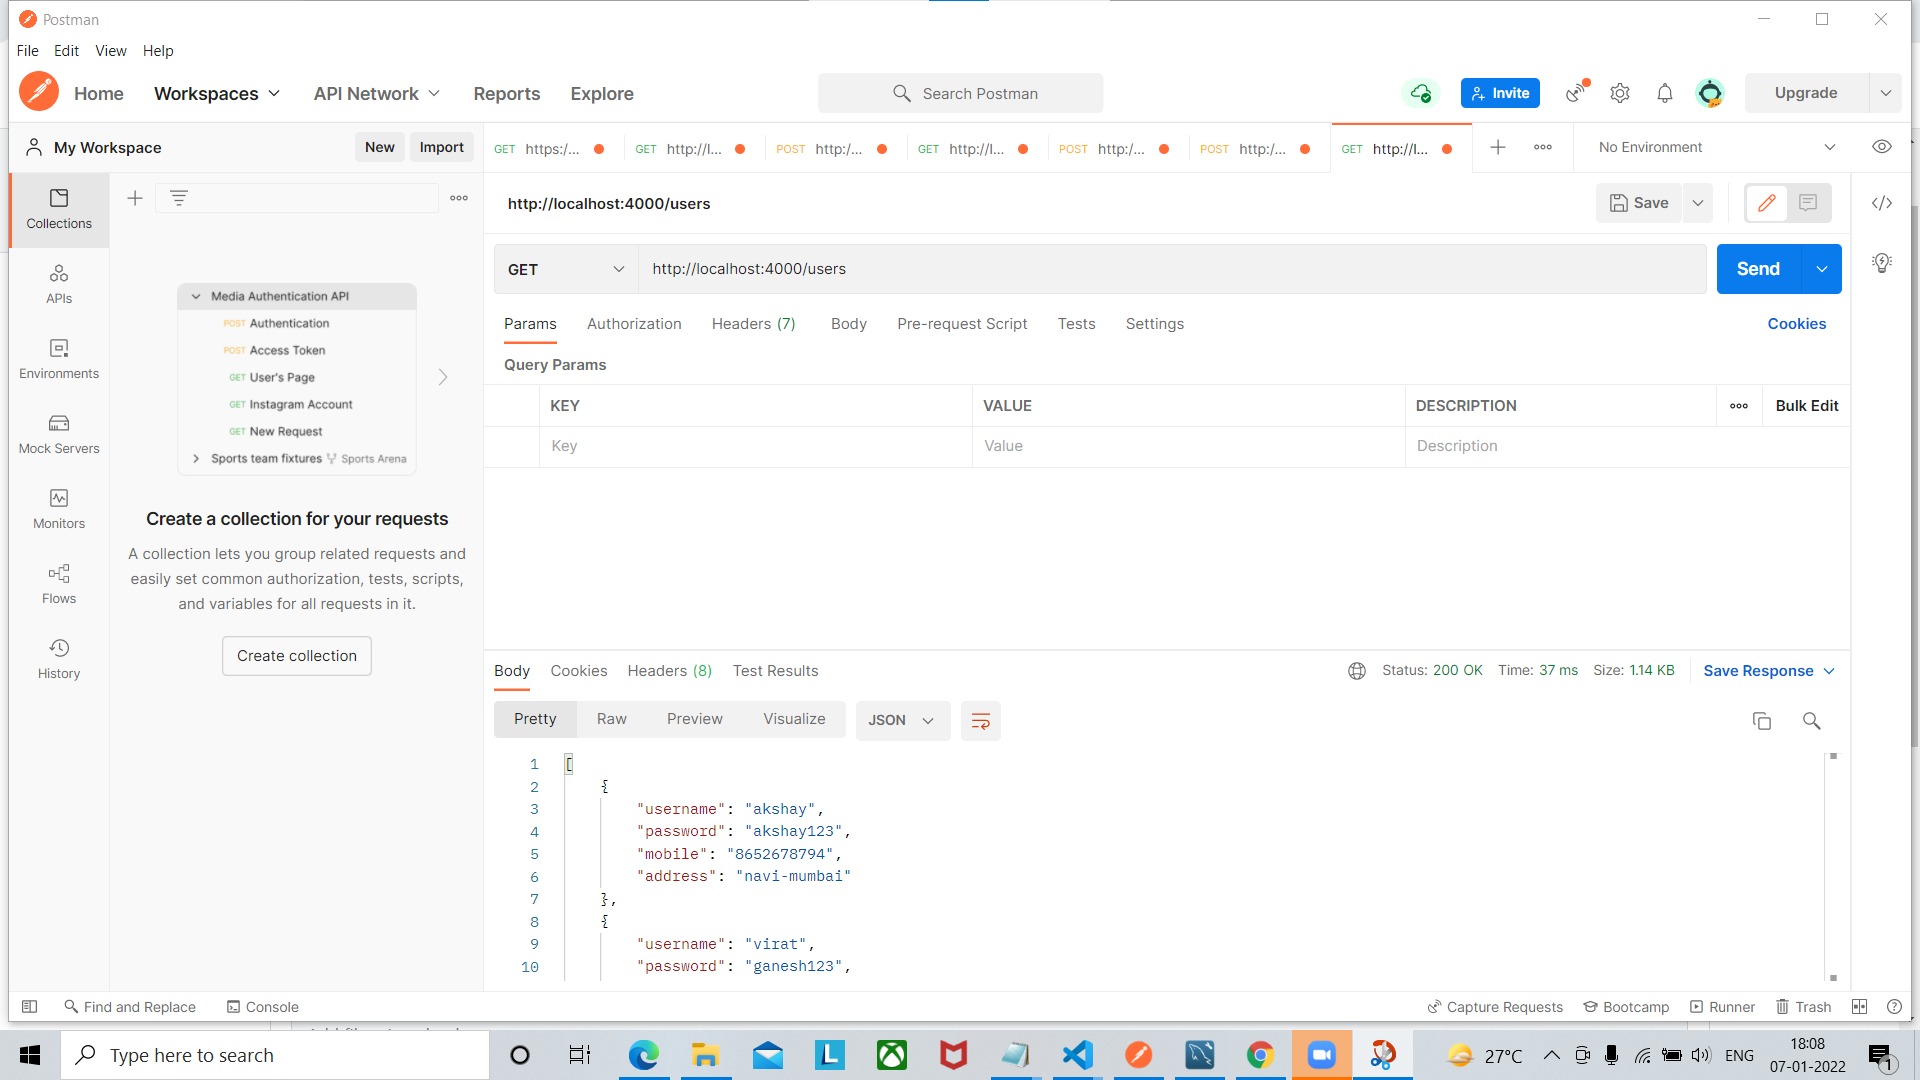 Postman
File Edit View Help
Home Workspaces API Network Reports Explore Search Postman Invite Upgrade
My Workspace New Import GET https:/... GET http://l... POST http:/... GET http://l... POST http:/... POST http:/... GET http://l... No Environment
Collections
APIs
Environments
Mock Servers
Monitors
Flows
History
Media Authentication API
POST Authentication
POST Access Token
GET User's Page
GET Instagram Account
GET New Request
Sports team fixtures Sports Arena
Create a collection for your requests
A collection lets you group related requests and
easily set common authorization, tests, scripts,
and variables for all requests in it.
Create collection
http://localhost:4000/users Save
GET http://localhost:4000/users Send
Params Authorization Headers (7) Body Pre-request Script Tests Settings Cookies
Query Params
KEY VALUE DESCRIPTION Bulk Edit
Key Value Description
Body Cookies Headers (8) Test Results Status: 200 OK Time: 37 ms Size: 1.14 KB Save Response
Pretty Raw Preview Visualize JSON
1 [
2 {
3 "username": "akshay",
4 "password": "akshay123",
5 "mobile": "8652678794",
6 "address": "navi-mumbai"
7 },
8 {
9 "username": "virat",
10 "password": "ganesh123",
Find and Replace Console Capture Requests Bootcamp Runner Trash
Type here to search 27°C ENG 18:08
07-01-2022
1